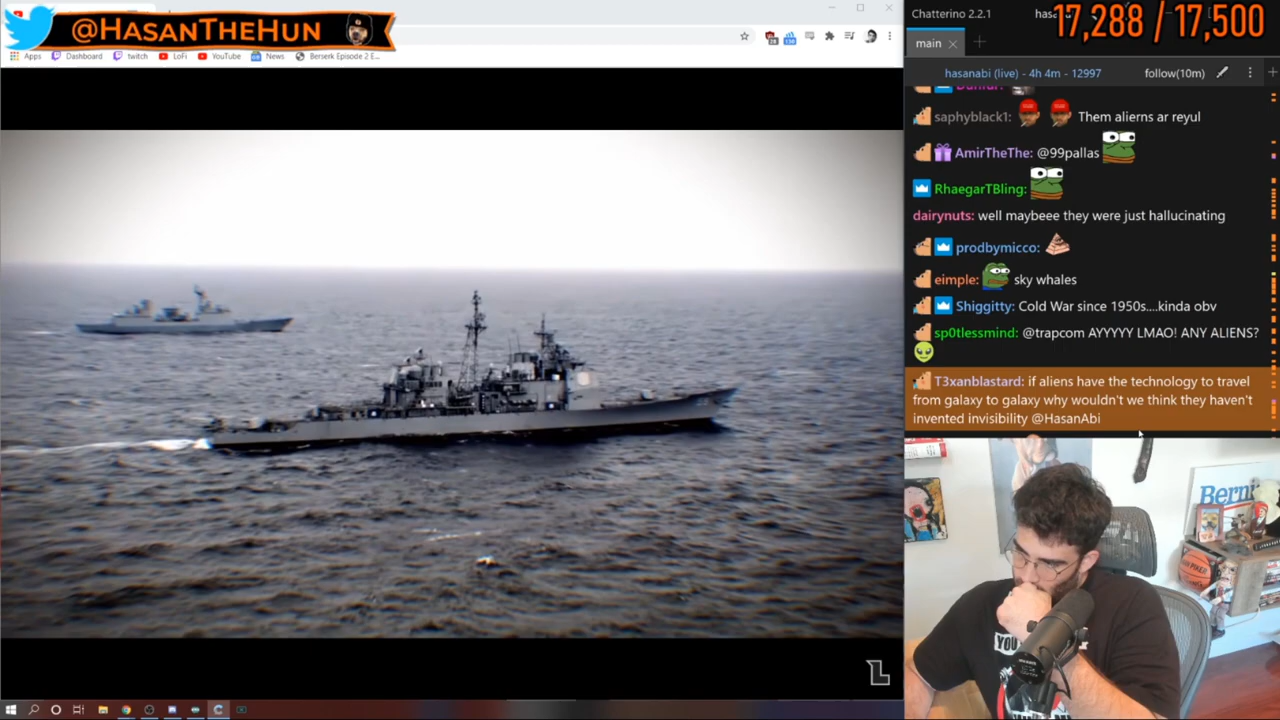 @HASANTHEHUN
Apps
Dashboard
twitch
LoFi
YouTube
News
Berserk Episode 2 E...
Chatterino 2.2.1
17,288 / 17,500
main
hasanabi (live) - 4h 4m - 12997
follow(10m)
saphyblack1: Them alierns ar reyul
AmirTheThe: @99pallas
RhaegarTBling:
dairynuts: well maybeee they were just hallucinating
prodbymicco:
eimple: sky whales
Shiggitty: Cold War since 1950s....kinda obv
sp0tlessmind: @trapcom AYYYYY LMAO! ANY ALIENS?
T3xanblastard: if aliens have the technology to travel
from galaxy to galaxy why wouldn't we think they haven't
invented invisibility @HasanAbi
Bernie
YOU